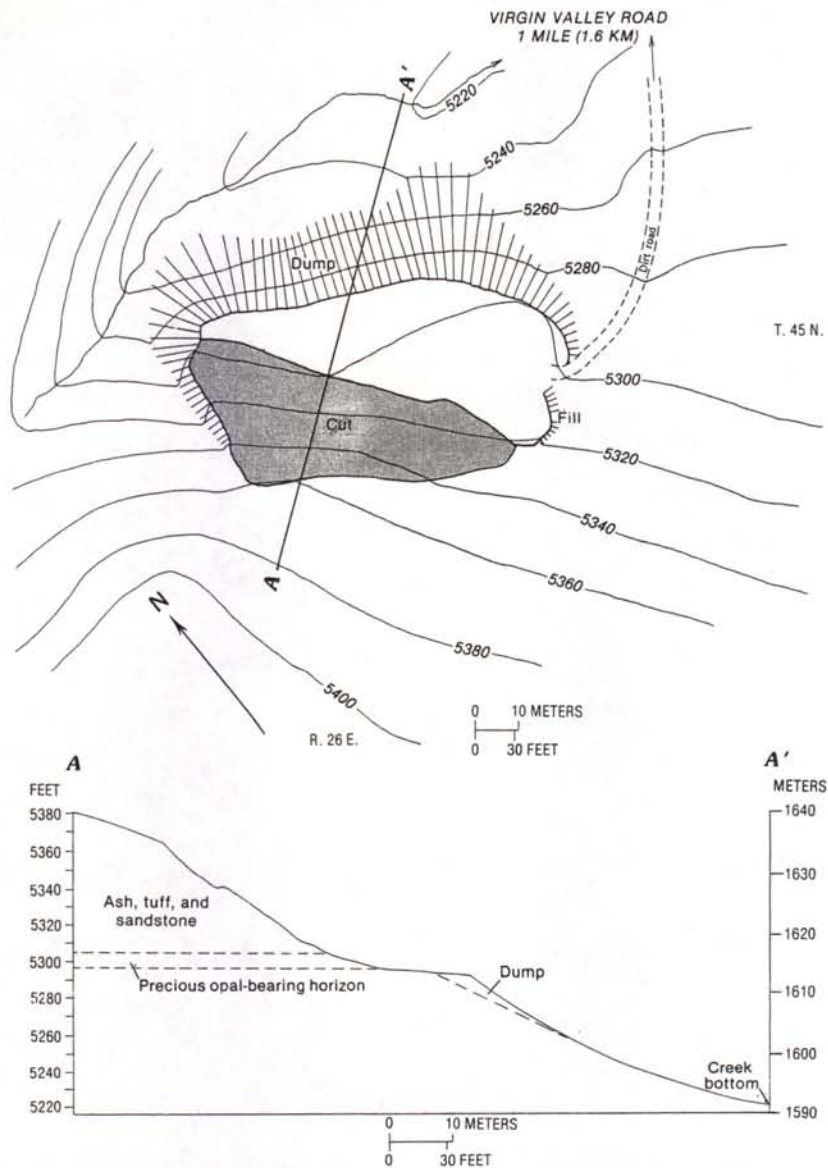 VIRGIN VALLEY ROAD
1 MILE (1.6 KM)
A'
5220
5240
5260
Dump
5280
Dirt road
T. 45 N.
5300
Cut
Fill
5320
5340
A
5360
N
5380
5400
0 10 METERS
0 30 FEET
R. 26 E.
A
A'
FEET
METERS
5380
5360
5340
5320
5300
5280
5260
5240
5220
Ash, tuff, and
sandstone
Precious opal-bearing horizon
Dump
Creek
bottom
1640
1630
1620
1610
1600
1590
0 10 METERS
0 30 FEET